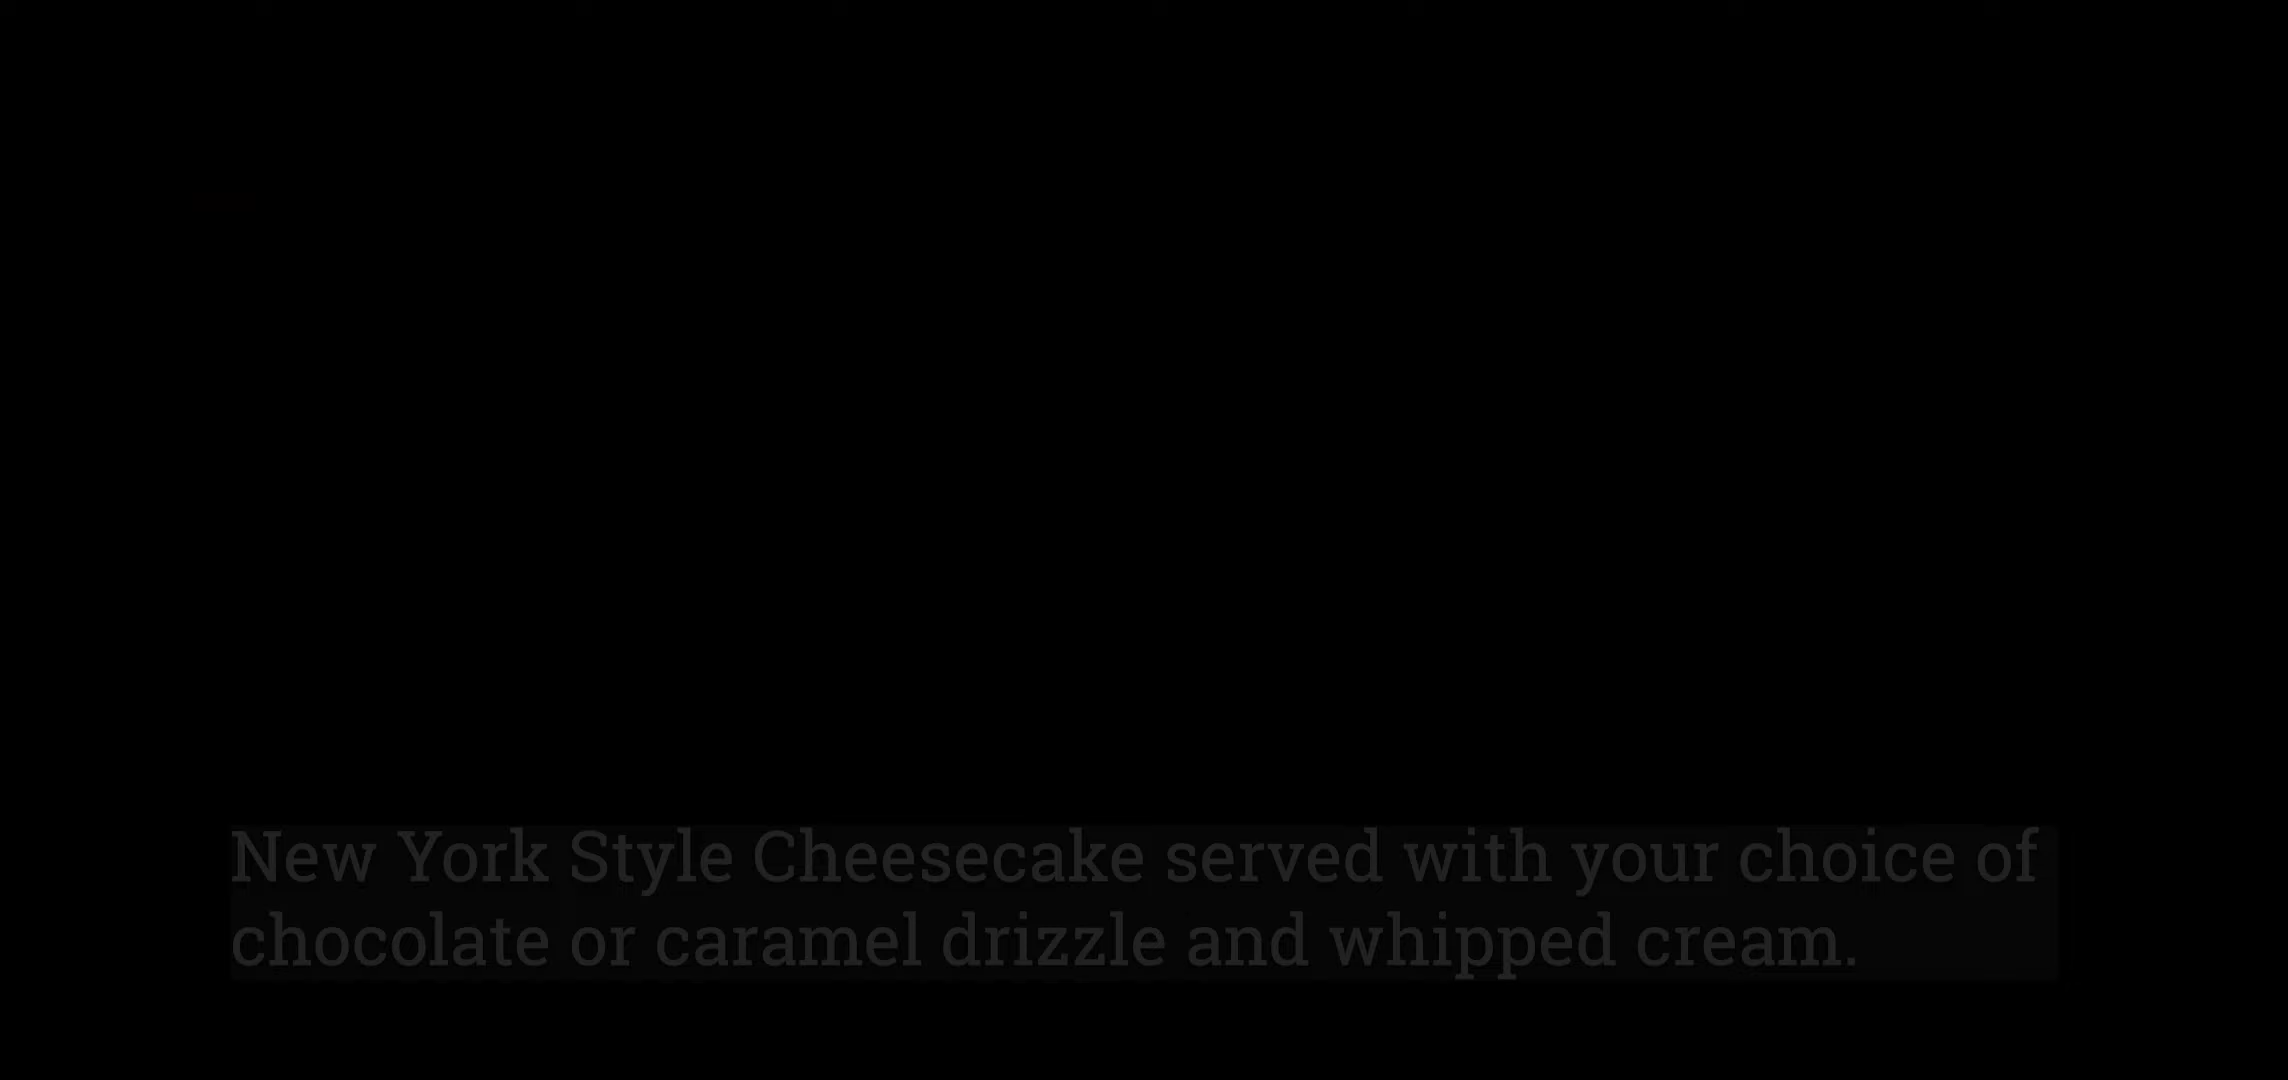 New York Style Cheesecake served with your choice of
chocolate or caramel drizzle and whipped cream.